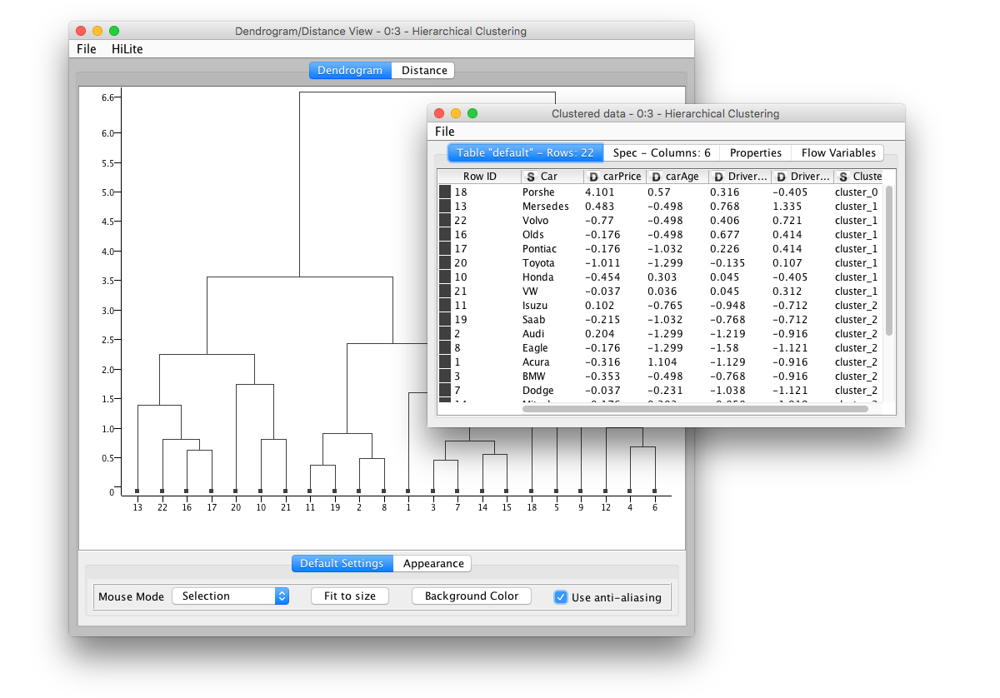 Dendrogram/Distance View - 0:3 - Hierarchical Clustering
File HiLite
Dendrogram Distance
6.6
6.0
5.5
5.0
4.5
4.0
3.5
3.0
2.5
2.0
1.5
1.0
0.5
0
13 22 16 17 20 10 21 11 19 2 8 1 3 7 14 15 18 5 9 12 4 6
Default Settings Appearance
Mouse Mode Selection Fit to size Background Color Use anti-aliasing
Clustered data - 0:3 - Hierarchical Clustering
File
Table "default" - Rows: 22 Spec - Columns: 6 Properties Flow Variables
Row ID S Car D carPrice D carAge D Driver... D Driver... S Cluste
18 Porshe 4.101 0.57 0.316 -0.405 cluster_0
13 Mersedes 0.483 -0.498 0.768 1.335 cluster_1
22 Volvo -0.77 -0.498 0.406 0.721 cluster_1
16 Olds -0.176 -0.498 0.677 0.414 cluster_1
17 Pontiac -0.176 -1.032 0.226 0.414 cluster_1
20 Toyota -1.011 -1.299 -0.135 0.107 cluster_1
10 Honda -0.454 0.303 0.045 -0.405 cluster_1
21 VW -0.037 0.036 0.045 0.312 cluster_1
11 Isuzu 0.102 -0.765 -0.948 -0.712 cluster_2
19 Saab -0.215 -1.032 -0.768 -0.712 cluster_2
2 Audi 0.204 -1.299 -1.219 -0.916 cluster_2
8 Eagle -0.176 -1.299 -1.58 -1.121 cluster_2
1 Acura -0.316 1.104 -1.129 -0.916 cluster_2
3 BMW -0.353 -0.498 -0.768 -0.916 cluster_2
7 Dodge -0.037 -0.231 -1.038 -1.121 cluster_2